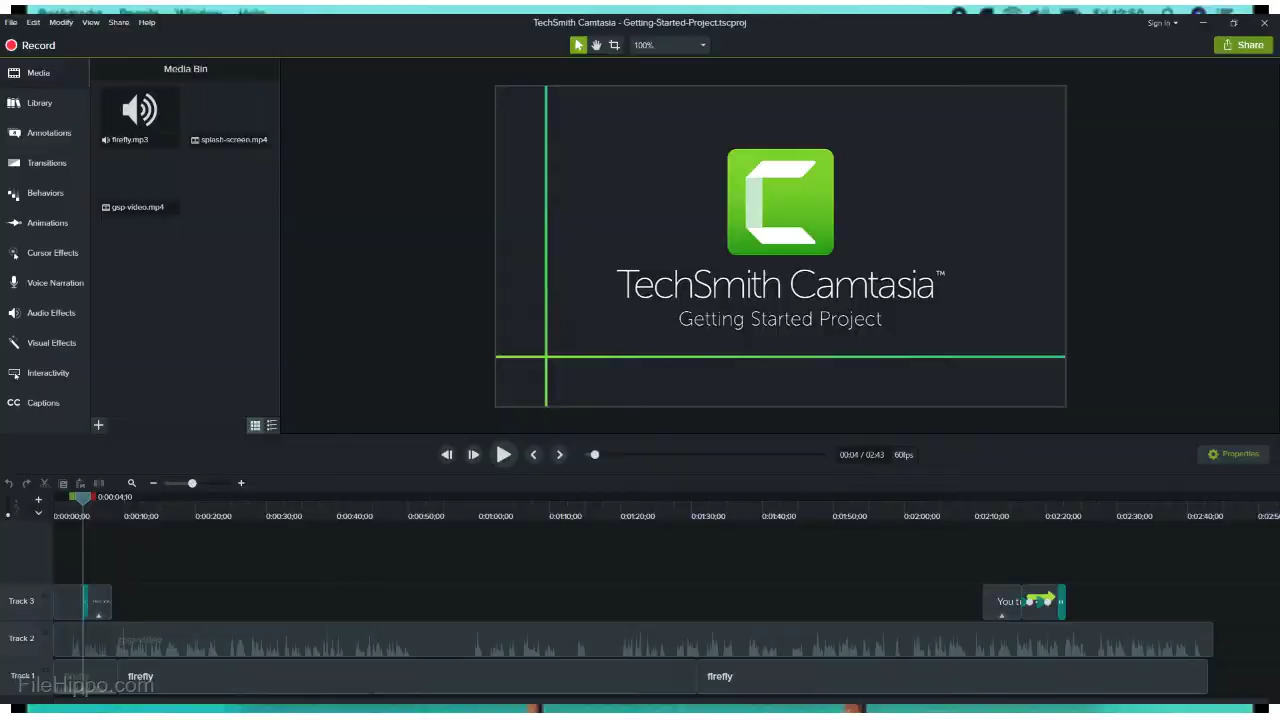 TechSmith Camtasia - Getting-Started-Project.tscproj
File Edit Modify View Share Help
Sign in
Record
100%
Share
Media
Library
Annotations
Transitions
Behaviors
Animations
Cursor Effects
Voice Narration
Audio Effects
Visual Effects
Interactivity
CC Captions
Media Bin
firefly.mp3
splash-screen.mp4
gsp-video.mp4
TechSmith Camtasia™
Getting Started Project
00:04 / 02:43 60fps
Properties
0:00:04;10
0:00:00;00 0:00:10;00 0:00:20;00 0:00:30;00 0:00:40;00 0:00:50;00 0:01:00;00 0:01:10;00 0:01:20;00 0:01:30;00 0:01:40;00 0:01:50;00 0:02:00;00 0:02:10;00 0:02:20;00 0:02:30;00 0:02:40;00
Track 3
You
Track 2
gsp-video
Track 1
firefly
firefly
FileHippo.com